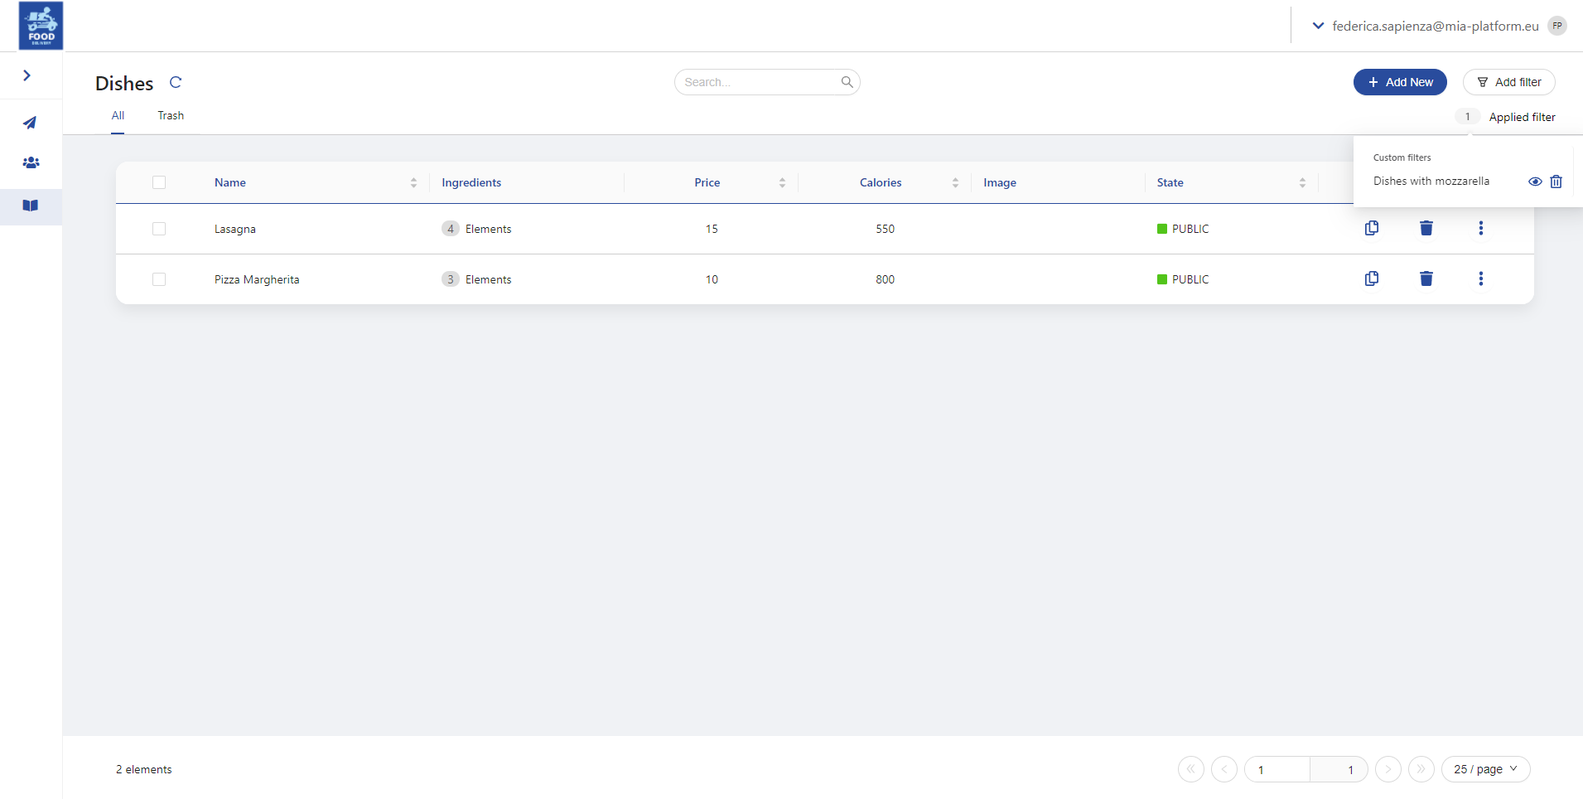 FOOD
DELIVERY
federica.sapienza@mia-platform.eu FP
Dishes
Search...
+ Add New
Add filter
All Trash
1 Applied filter
Custom filters
Dishes with mozzarella
Name Ingredients Price Calories Image State
Lasagna 4 Elements 15 550 PUBLIC
Pizza Margherita 3 Elements 10 800 PUBLIC
2 elements
1 1 25 / page